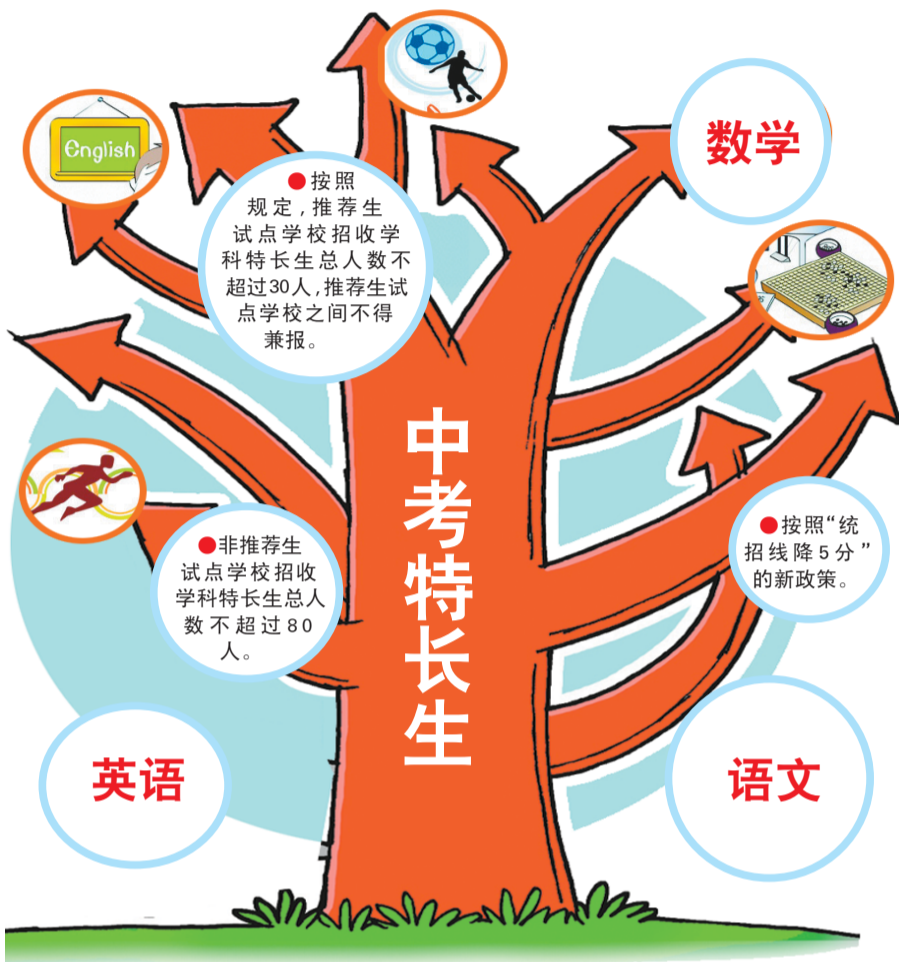 English
数学
●按照
规定,推荐生
试点学校招收学
科特长生总人数不
超过30人,推荐生试
点学校之间不得
兼报。
中考特长生
●按照“统
招线降5分”
的新政策。
●非推荐生
试点学校招收
学科特长生总人
数不超过80
人。
英语
语文